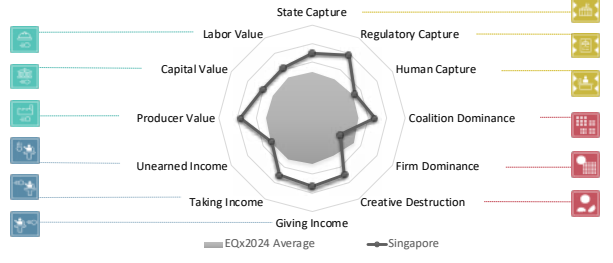 State Capture
Labor Value
Regulatory Capture
Capital Value
Human Capture
Producer Value
Coalition Dominance
Unearned Income
Firm Dominance
Taking Income
Creative Destruction
Giving Income
EQx2024 Average
Singapore